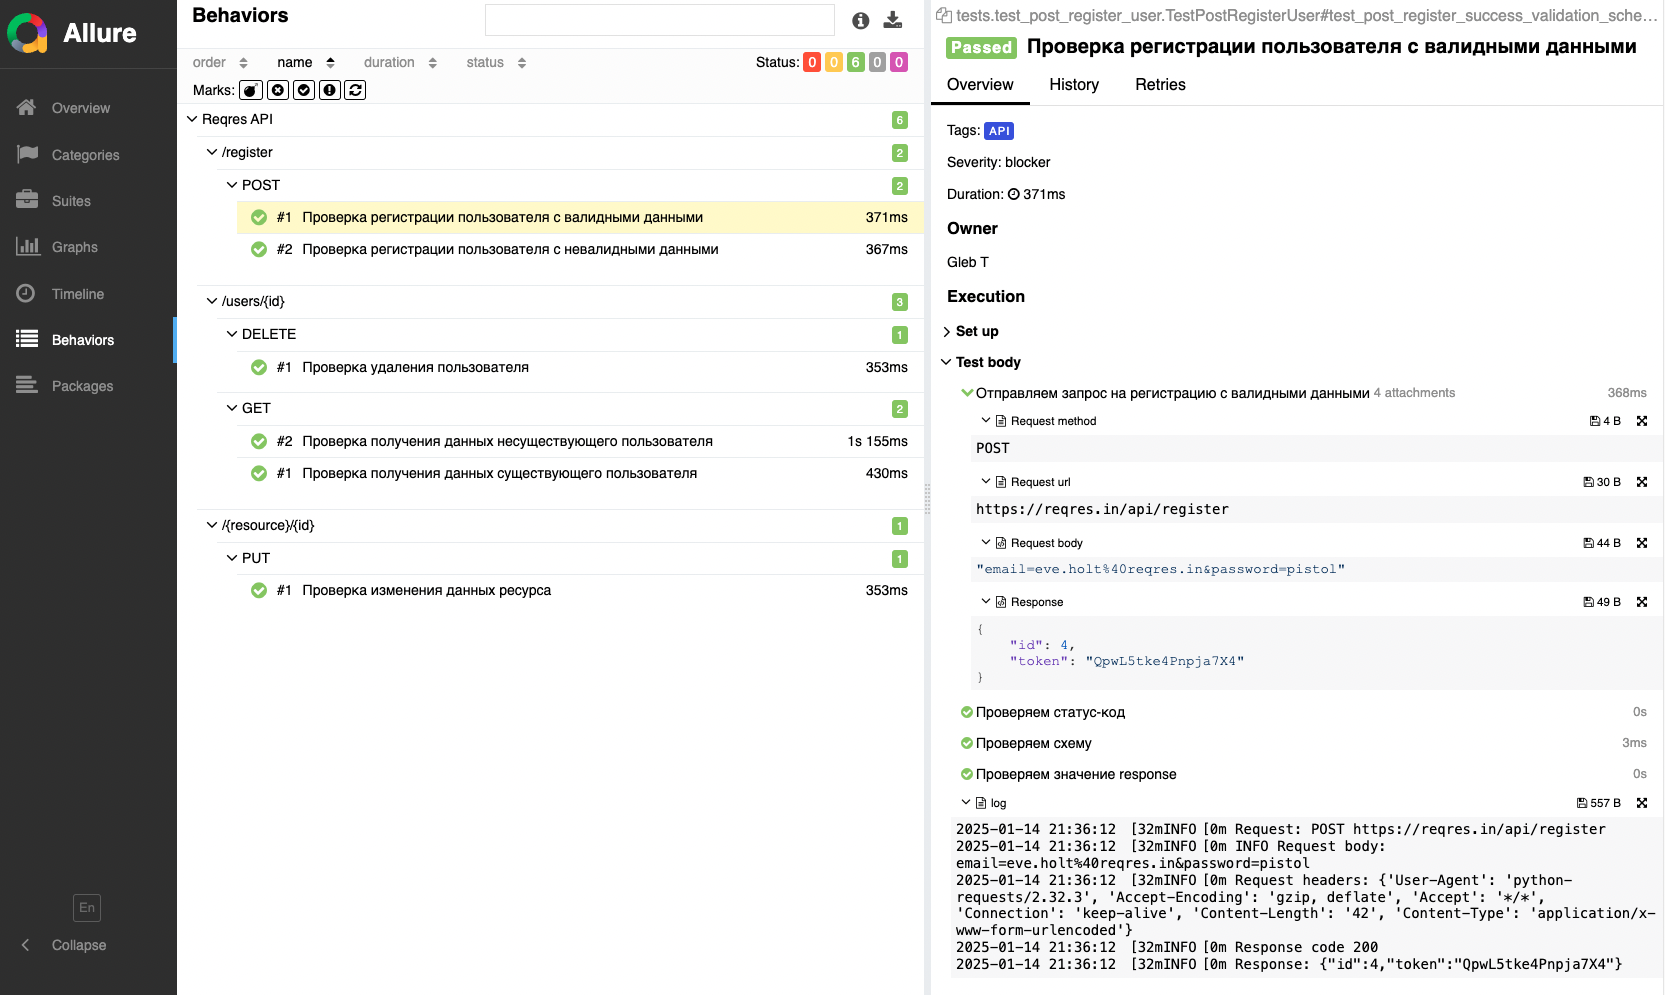 Allure
Overview
Categories
Suites
Graphs
Timeline
Behaviors
Packages
En
Collapse
Behaviors
order name duration status Status: 0 0 6 0 0
Marks:
Reqres API 6
/register 2
POST 2
#1 Проверка регистрации пользователя с валидными данными 371ms
#2 Проверка регистрации пользователя с невалидными данными 367ms
/users/{id} 3
DELETE 1
#1 Проверка удаления пользователя 353ms
GET 2
#2 Проверка получения данных несуществующего пользователя 1s 155ms
#1 Проверка получения данных существующего пользователя 430ms
/{resource}/{id} 1
PUT 1
#1 Проверка изменения данных ресурса 353ms
tests.test_post_register_user.TestPostRegisterUser#test_post_register_success_validation_sche...
Passed Проверка регистрации пользователя с валидными данными
Overview History Retries
Tags: API
Severity: blocker
Duration: 371ms
Owner
Gleb T
Execution
Set up
Test body
Отправляем запрос на регистрацию с валидными данными 4 attachments 368ms
Request method 4 B
POST
Request url 30 B
https://reqres.in/api/register
Request body 44 B
"email=eve.holt%40reqres.in&password=pistol"
Response 49 B
{
"id": 4,
"token": "QpwL5tke4Pnpja7X4"
}
Проверяем статус-код 0s
Проверяем схему 3ms
Проверяем значение response 0s
log 557 B
2025-01-14 21:36:12 [32mINFO [0m Request: POST https://reqres.in/api/register
2025-01-14 21:36:12 [32mINFO [0m INFO Request body:
email=eve.holt%40reqres.in&password=pistol
2025-01-14 21:36:12 [32mINFO [0m Request headers: {'User-Agent': 'python-
requests/2.32.3', 'Accept-Encoding': 'gzip, deflate', 'Accept': '*/*',
'Connection': 'keep-alive', 'Content-Length': '42', 'Content-Type': 'application/x-
www-form-urlencoded'}
2025-01-14 21:36:12 [32mINFO [0m Response code 200
2025-01-14 21:36:12 [32mINFO [0m Response: {"id":4,"token":"QpwL5tke4Pnpja7X4"}